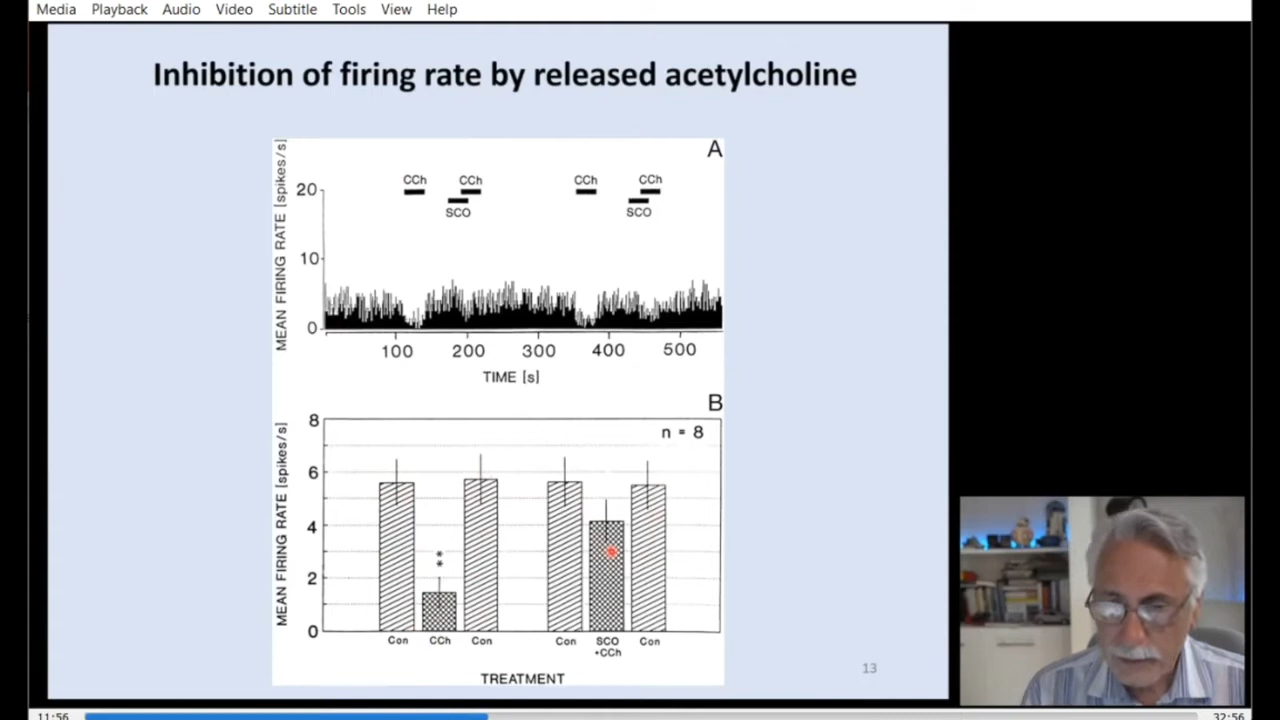 Media Playback Audio Video Subtitle Tools View Help
Inhibition of firing rate by released acetylcholine
A
MEAN FIRING RATE [spikes/s]
CCh CCh CCh CCh
SCO SCO
20
10
0
100 200 300 400 500
TIME [s]
B
MEAN FIRING RATE [spikes/s]
n = 8
8
6
4
2
0
**
Con CCh Con Con SCO Con
+CCh
TREATMENT
13
11:56 32:56